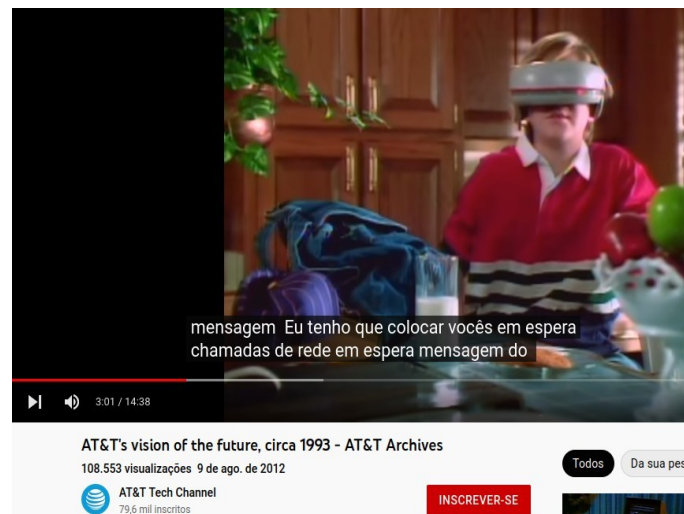 mensagem Eu tenho que colocar vocês em espera
chamadas de rede em espera mensagem do
3:01 / 14:38
AT&T's vision of the future, circa 1993 - AT&T Archives
108.553 visualizações 9 de ago. de 2012
Todos
Da sua pes
AT&T Tech Channel
79,6 mil inscritos
INSCREVER-SE